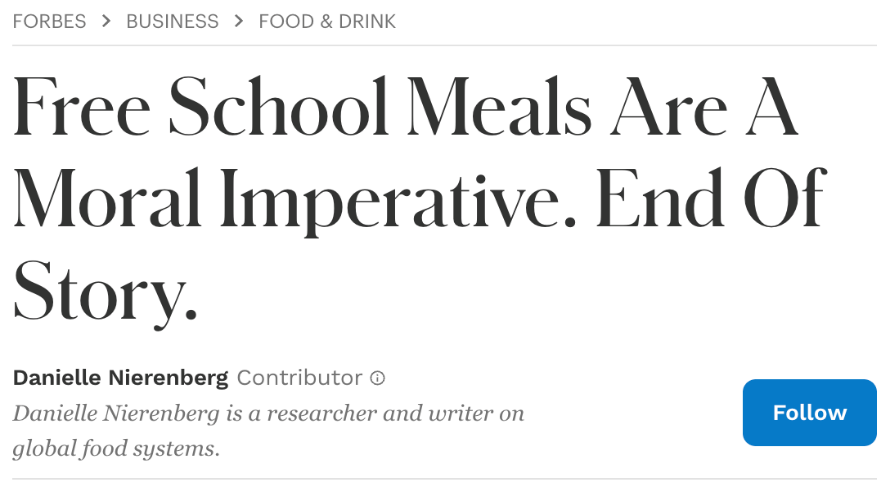 FORBES > BUSINESS > FOOD & DRINK
Free School Meals Are A
Moral Imperative. End Of
Story.
Danielle Nierenberg Contributor ⓘ
Danielle Nierenberg is a researcher and writer on
global food systems.
Follow